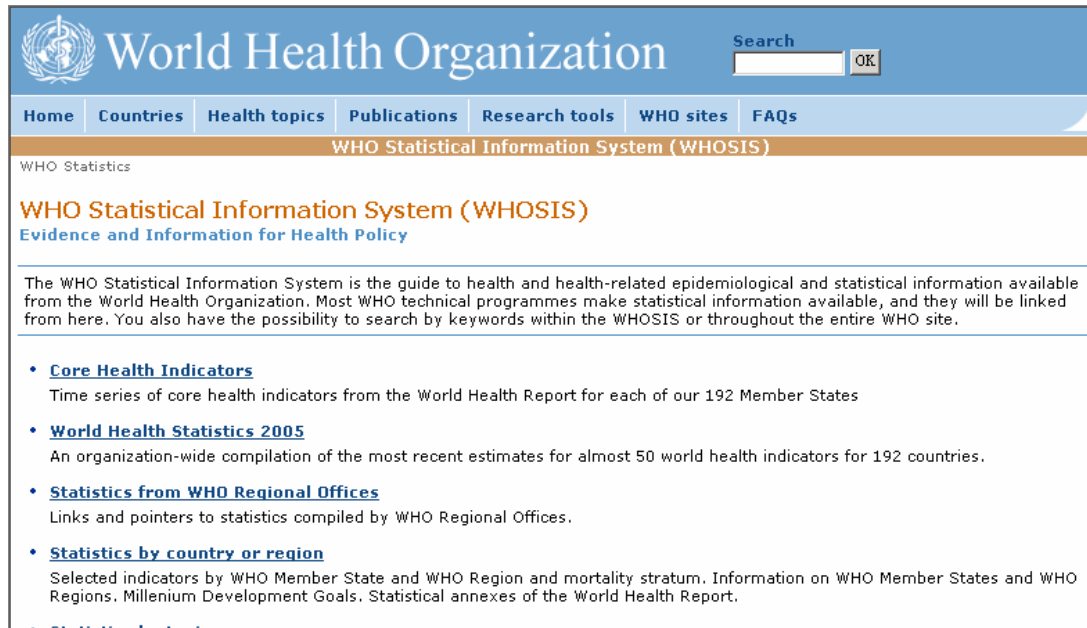 World Health Organization
Search
OK
Home Countries Health topics Publications Research tools WHO sites FAQs
WHO Statistical Information System (WHOSIS)
WHO Statistics
WHO Statistical Information System (WHOSIS)
Evidence and Information for Health Policy
The WHO Statistical Information System is the guide to health and health-related epidemiological and statistical information available
from the World Health Organization. Most WHO technical programmes make statistical information available, and they will be linked
from here. You also have the possibility to search by keywords within the WHOSIS or throughout the entire WHO site.
• Core Health Indicators
Time series of core health indicators from the World Health Report for each of our 192 Member States
• World Health Statistics 2005
An organization-wide compilation of the most recent estimates for almost 50 world health indicators for 192 countries.
• Statistics from WHO Regional Offices
Links and pointers to statistics compiled by WHO Regional Offices.
• Statistics by country or region
Selected indicators by WHO Member State and WHO Region and mortality stratum. Information on WHO Member States and WHO
Regions. Millenium Development Goals. Statistical annexes of the World Health Report.